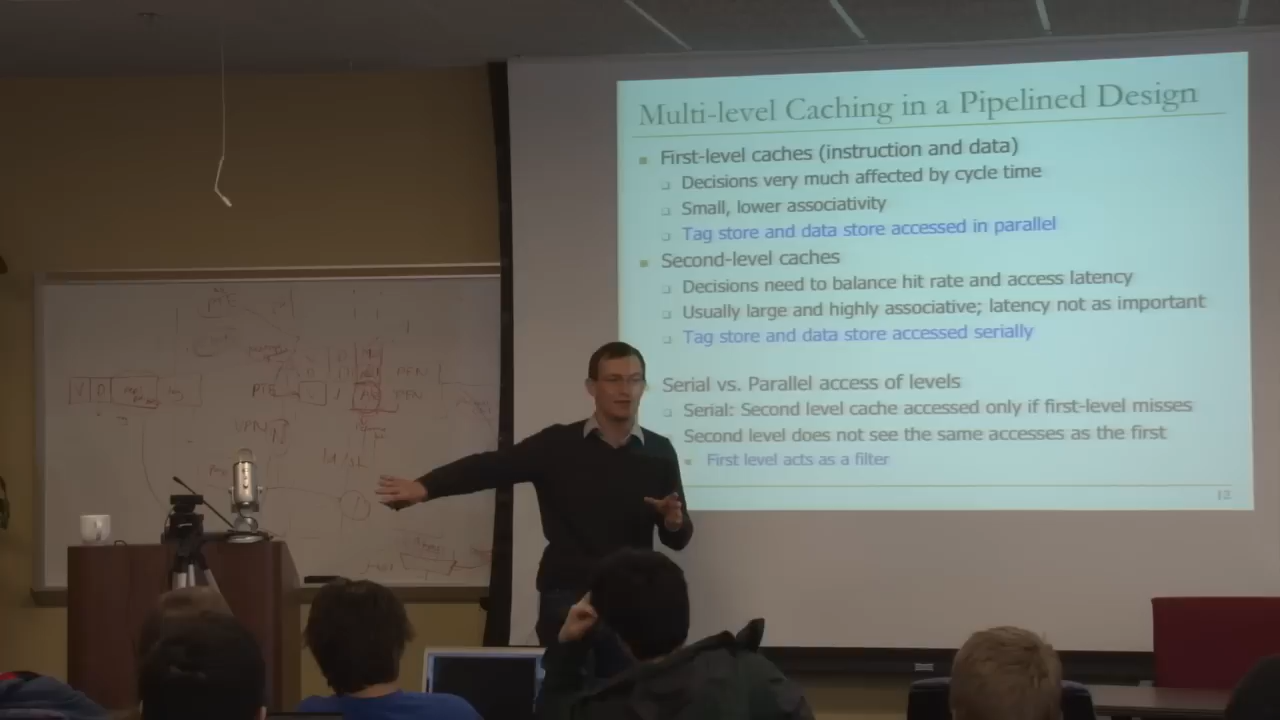 Multi-level Caching in a Pipelined Design
First-level caches (instruction and data)
Decisions very much affected by cycle time
Small, lower associativity
Tag store and data store accessed in parallel
Second-level caches
Decisions need to balance hit rate and access latency
Usually large and highly associative; latency not as important
Tag store and data store accessed serially
Serial vs. Parallel access of levels
Serial: Second level cache accessed only if first-level misses
Second level does not see the same accesses as the first
First level acts as a filter
12
V
PTE
VPN